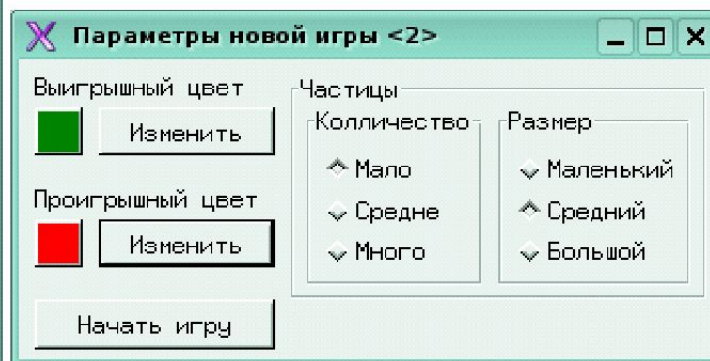 Параметры новой игры <2>
Выигрышный цвет
Изменить
Проигрышный цвет
Изменить
Начать игру
Частицы
Колличество
Мало
Средне
Много
Размер
Маленький
Средний
Большой